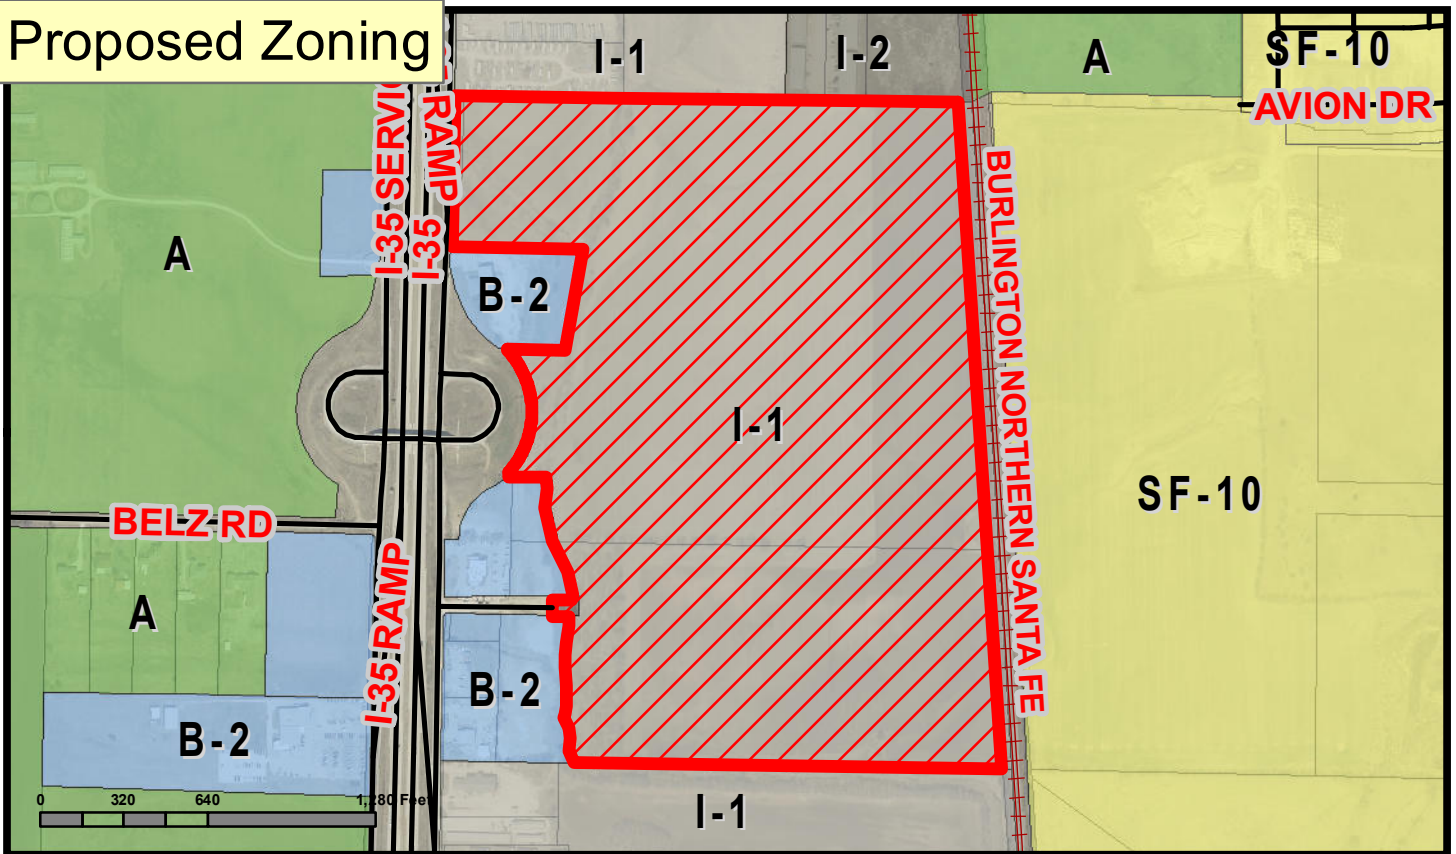 Proposed Zoning
I-1
I-2
A
SF-10
AVION DR
I-35 SERVIC
RAMP
I-35
BURLINGTON NORTHERN SANTA FE
A
B-2
I-1
SF-10
BELZ RD
A
I-35 RAMP
B-2
B-2
I-1
0 320 640 1,280 Feet